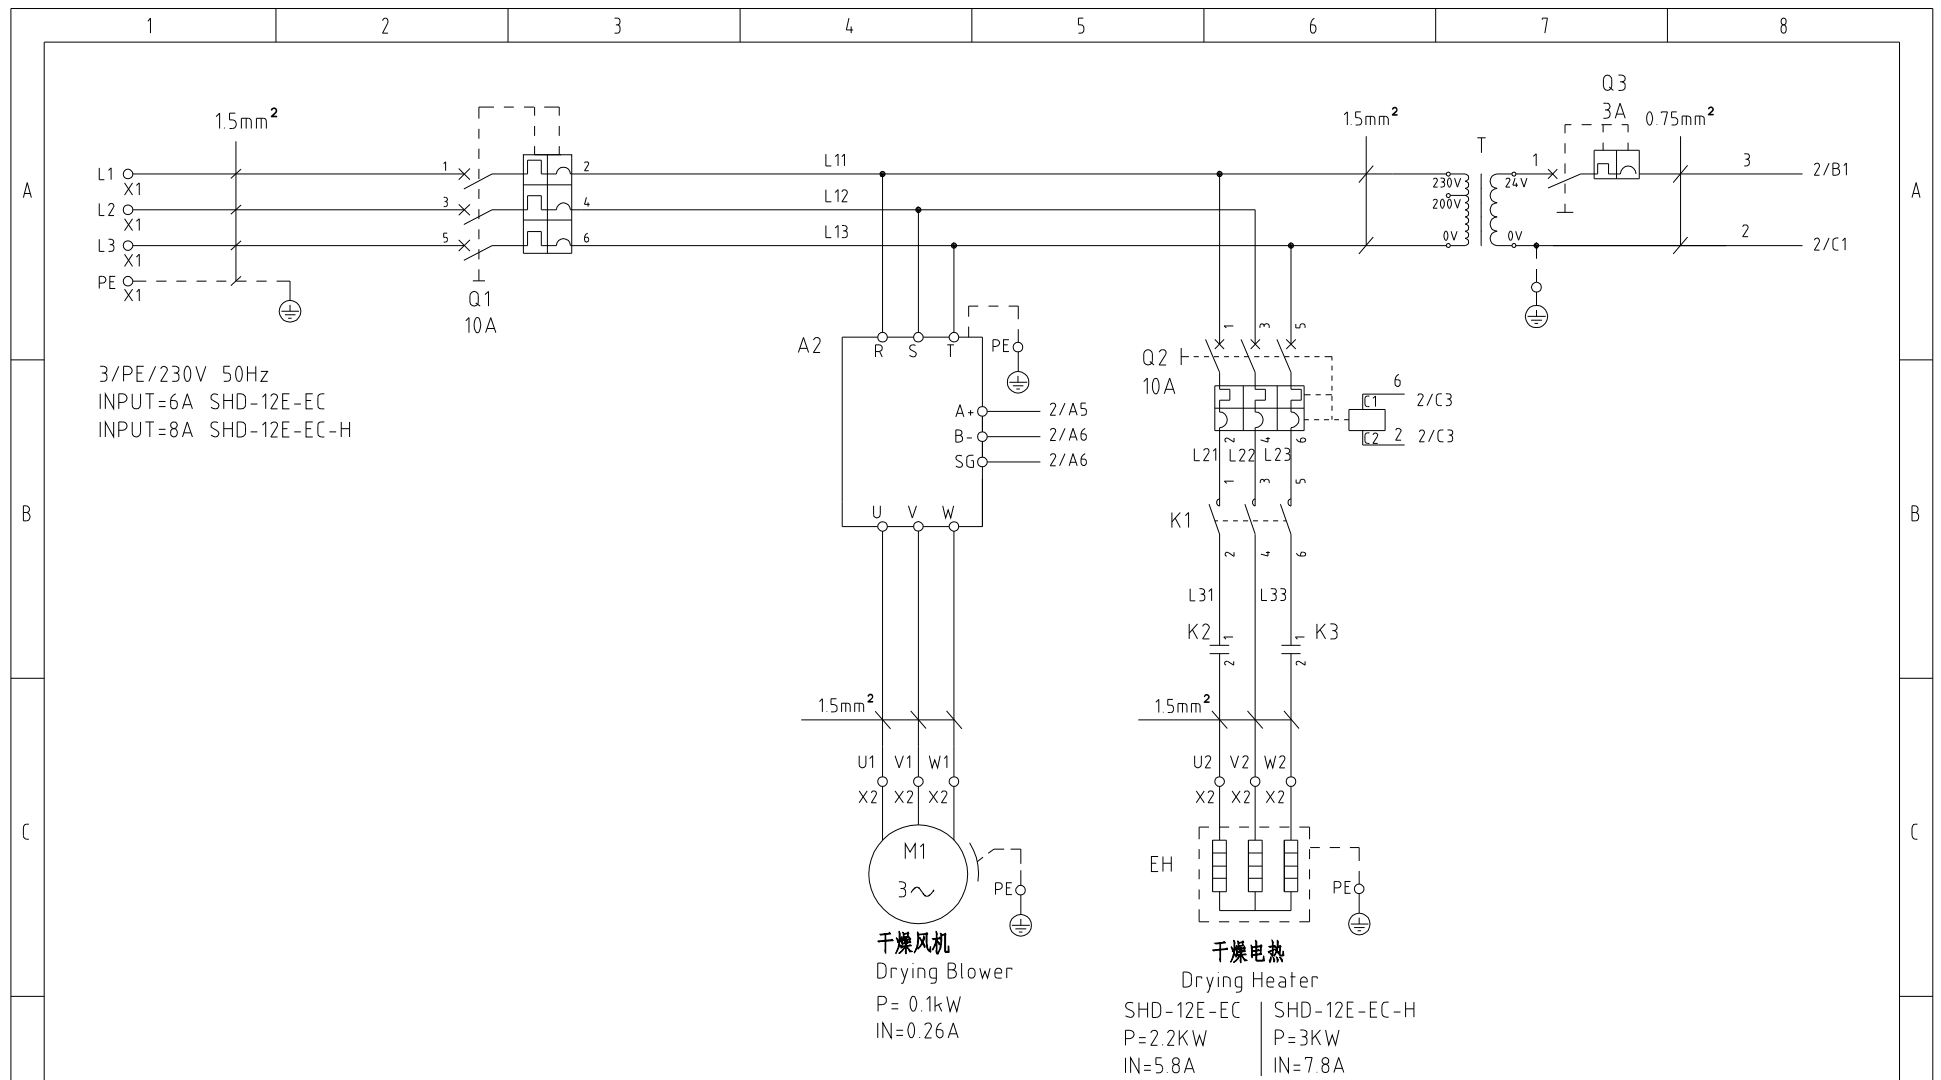 1 2 3 4 5 6 7 8
Q3
1.5mm² 1.5mm² 3A 0.75mm²
T
L1 X1 1 2 L11 230V 24V 1 3 2/B1
A A
L2 X1 3 4 L12 200V
L3 X1 5 6 L13 0V 0V 2 2/C1
PE X1
Q1
10A
1 3 5
A2 R S T PE
Q2
10A
3/PE/230V 50Hz
INPUT=6A SHD-12E-EC
INPUT=8A SHD-12E-EC-H
6
C1 2/C3
A+ 2/A5
B- 2/A6
SG 2/A6
C2 2 2/C3
2 4 6
L21 L22 L23
1 3 5
B U V W K1 B
2 4 6
L31 L33
K2 1 2 1 2 K3
1.5mm² 1.5mm²
U1 V1 W1 U2 V2 W2
X2 X2 X2 X2 X2 X2
C C
M1
3~
PE
EH
PE
干燥风机
Drying Blower
P= 0.1kW
IN=0.26A
干燥电热
Drying Heater
SHD-12E-EC SHD-12E-EC-H
P=2.2KW P=3KW
IN=5.8A IN=7.8A